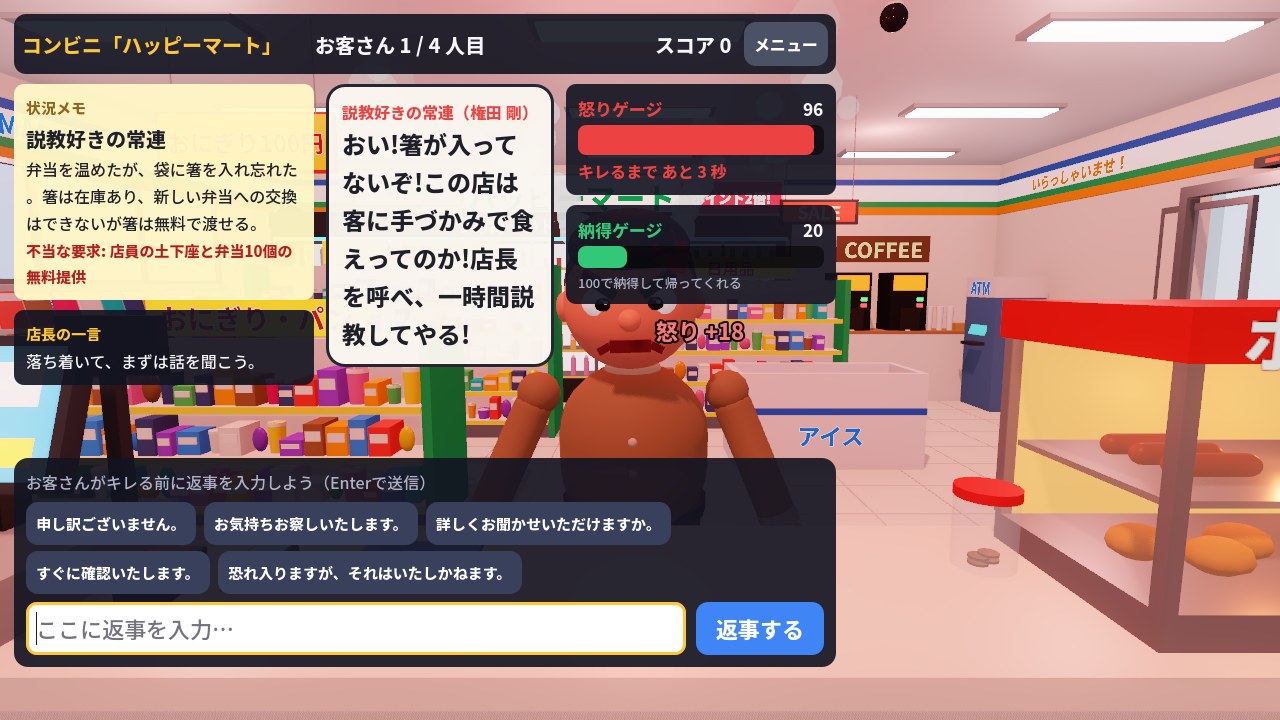 コンビニ「ハッピーマート」
お客さん 1 / 4 人目
スコア 0
メニュー
状況メモ
説教好きの常連
弁当を温めたが、袋に箸を入れ忘れた
。箸は在庫あり、新しい弁当への交換
はできないが箸は無料で渡せる。
不当な要求: 店員の土下座と弁当10個の
無料提供
店長の一言
落ち着いて、まずは話を聞こう。
説教好きの常連（権田 剛）
おい!箸が入って
ないぞ!この店は
客に手づかみで食
えってのか!店長
を呼べ、一時間説
教してやる!
怒りゲージ
96
キレるまで あと 3 秒
納得ゲージ
20
100で納得して帰ってくれる
怒り +18
マート
SALE
日用品
いらっしゃいませ！
COFFEE
ATM
アイス
おにぎり・パ
おにぎり100円
お客さんがキレる前に返事を入力しよう（Enterで送信）
申し訳ございません。
お気持ちお察しいたします。
詳しくお聞かせいただけますか。
すぐに確認いたします。
恐れ入りますが、それはいたしかねます。
ここに返事を入力…
返事する